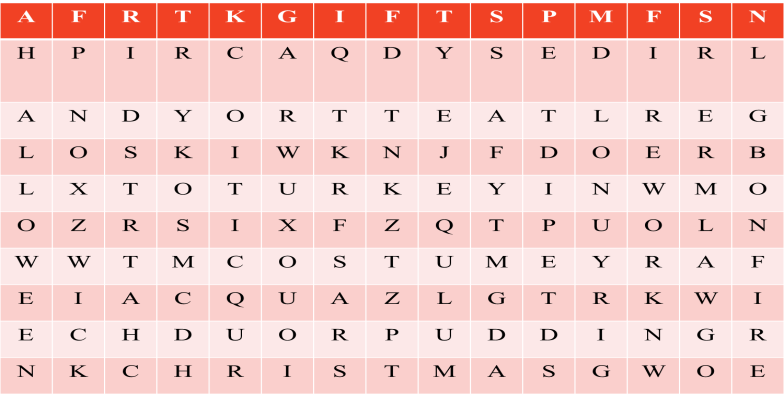 A F R T K G I F T S P M F S N
H P I R C A Q D Y S E D I R L
A N D Y O R T T E A T L R E G
L O S K I W K N J F D O E R B
L X T O T U R K E Y I N W M O
O Z R S I X F Z Q T P U O L N
W W T M C O S T U M E Y R A F
E I A C Q U A Z L G T R K W I
E C H D U O R P U D D I N G R
N K C H R I S T M A S G W O E